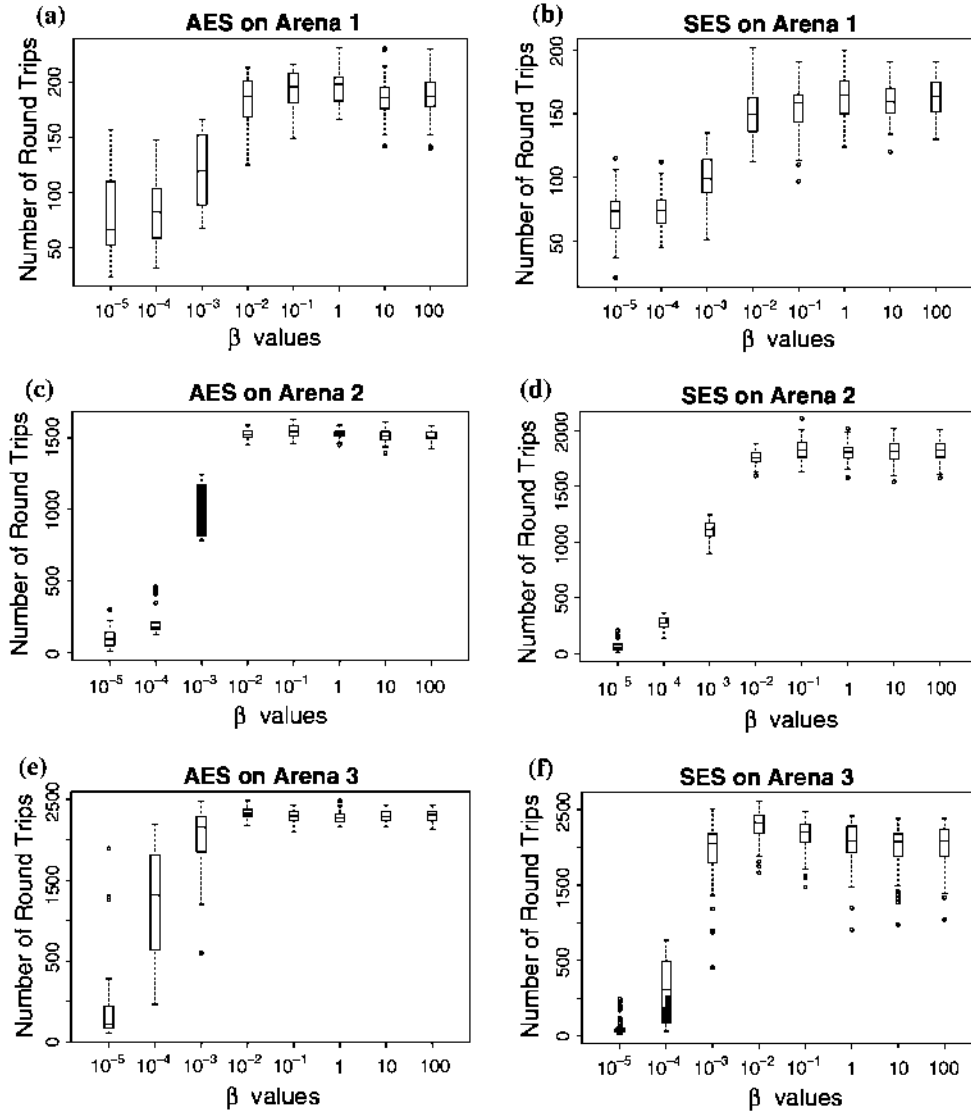 (a)
AES on Arena 1
Number of Round Trips
200
150
100
50
10⁻⁵ 10⁻⁴ 10⁻³ 10⁻² 10⁻¹ 1 10 100
β values
(b)
SES on Arena 1
Number of Round Trips
200
150
100
50
10⁻⁵ 10⁻⁴ 10⁻³ 10⁻² 10⁻¹ 1 10 100
β values
(c)
AES on Arena 2
Number of Round Trips
1500
1000
500
0
10⁻⁵ 10⁻⁴ 10⁻³ 10⁻² 10⁻¹ 1 10 100
β values
(d)
SES on Arena 2
Number of Round Trips
2000
1500
1000
500
0
10⁻⁵ 10 ⁴ 10 ³ 10⁻² 10⁻¹ 1 10 100
β values
(e)
AES on Arena 3
Number of Round Trips
2500
1500
500
0
10⁻⁵ 10⁻⁴ 10⁻³ 10⁻² 10⁻¹ 1 10 100
β values
(f)
SES on Arena 3
Number of Round Trips
2500
1500
500
0
10⁻⁵ 10⁻⁴ 10⁻³ 10⁻² 10⁻¹ 1 10 100
β values